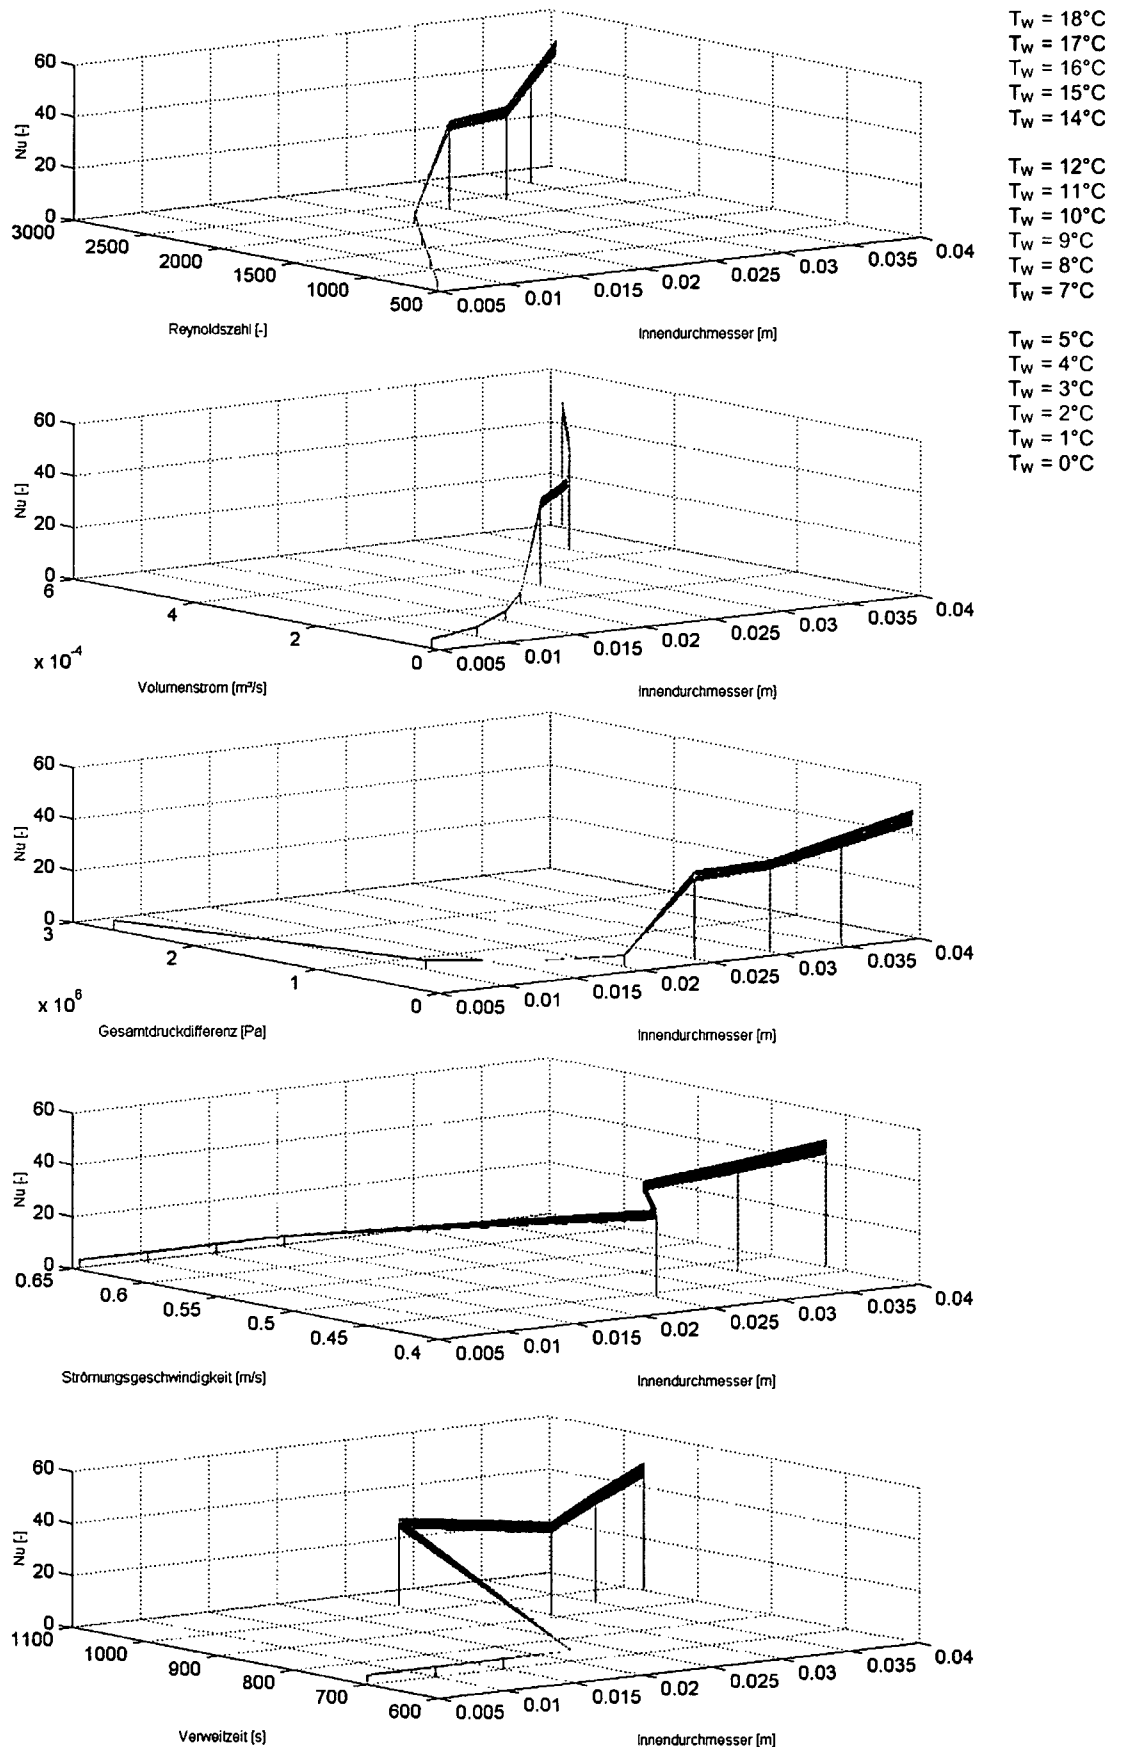 T_W = 18°C
T_W = 17°C
T_W = 16°C
T_W = 15°C
T_W = 14°C
T_W = 12°C
T_W = 11°C
T_W = 10°C
T_W = 9°C
T_W = 8°C
T_W = 7°C
T_W = 5°C
T_W = 4°C
T_W = 3°C
T_W = 2°C
T_W = 1°C
T_W = 0°C
60
40
20
0
Nu [-]
3000 2500 2000 1500 1000 500
0.005 0.01 0.015 0.02 0.025 0.03 0.035 0.04
Reynoldszahl [-]
Innendurchmesser [m]
60
40
20
0
Nu [-]
6 4 2 0
x 10^-4
0.005 0.01 0.015 0.02 0.025 0.03 0.035 0.04
Volumenstrom [m³/s]
Innendurchmesser [m]
60
40
20
0
Nu [-]
3 2 1 0
x 10^6
0.005 0.01 0.015 0.02 0.025 0.03 0.035 0.04
Gesamtdruckdifferenz [Pa]
Innendurchmesser [m]
60
40
20
0
Nu [-]
0.65 0.6 0.55 0.5 0.45 0.4
0.005 0.01 0.015 0.02 0.025 0.03 0.035 0.04
Strömungsgeschwindigkeit [m/s]
Innendurchmesser [m]
60
40
20
0
Nu [-]
1100 1000 900 800 700 600
0.005 0.01 0.015 0.02 0.025 0.03 0.035 0.04
Verweilzeit [s]
Innendurchmesser [m]